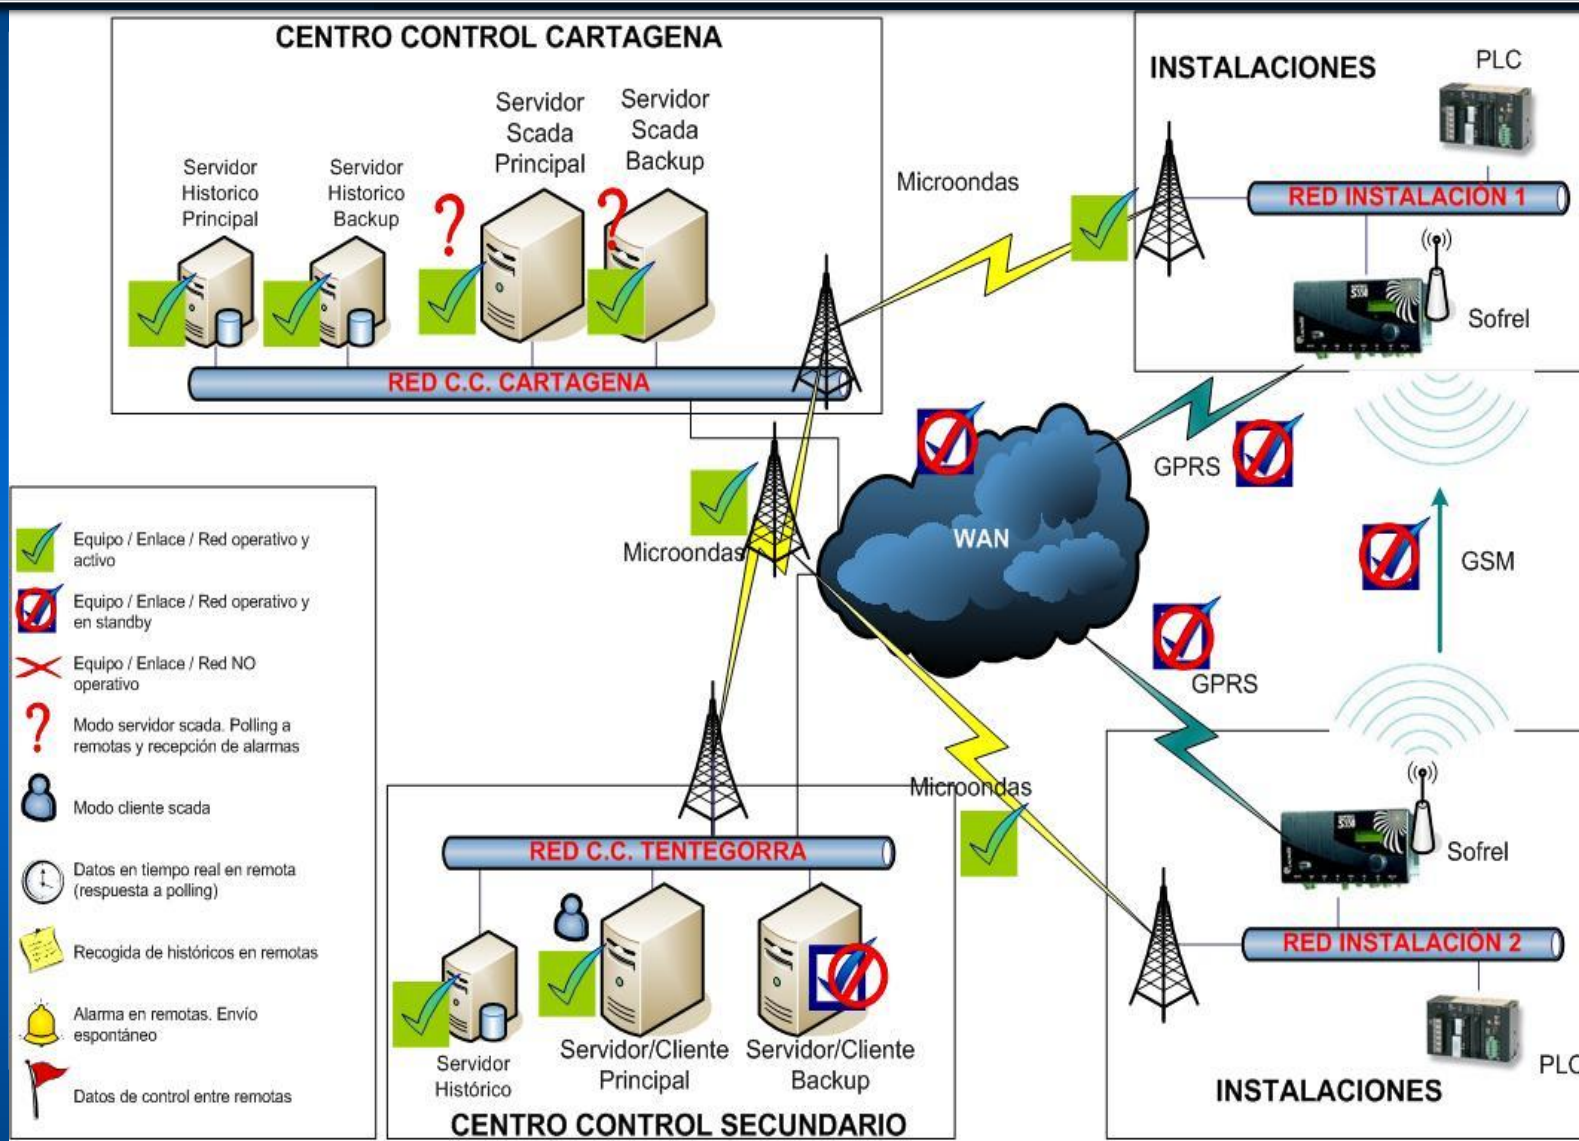 CENTRO CONTROL CARTAGENA
Servidor
Historico
Principal
Servidor
Historico
Backup
Servidor
Scada
Principal
Servidor
Scada
Backup
RED C.C. CARTAGENA
Microondas
INSTALACIONES
PLC
RED INSTALACIÓN 1
Sofrel
GPRS
WAN
GSM
Microondas
GPRS
Microondas
Equipo / Enlace / Red operativo y
activo
Equipo / Enlace / Red operativo y
en standby
Equipo / Enlace / Red NO
operativo
Modo servidor scada. Polling a
remotas y recepción de alarmas
Modo cliente scada
Datos en tiempo real en remota
(respuesta a polling)
Recogida de históricos en remotas
Alarma en remotas. Envío
espontáneo
Datos de control entre remotas
RED C.C. TENTEGORRA
Servidor
Histórico
Servidor/Cliente
Principal
Servidor/Cliente
Backup
CENTRO CONTROL SECUNDARIO
Sofrel
RED INSTALACIÓN 2
PLC
INSTALACIONES